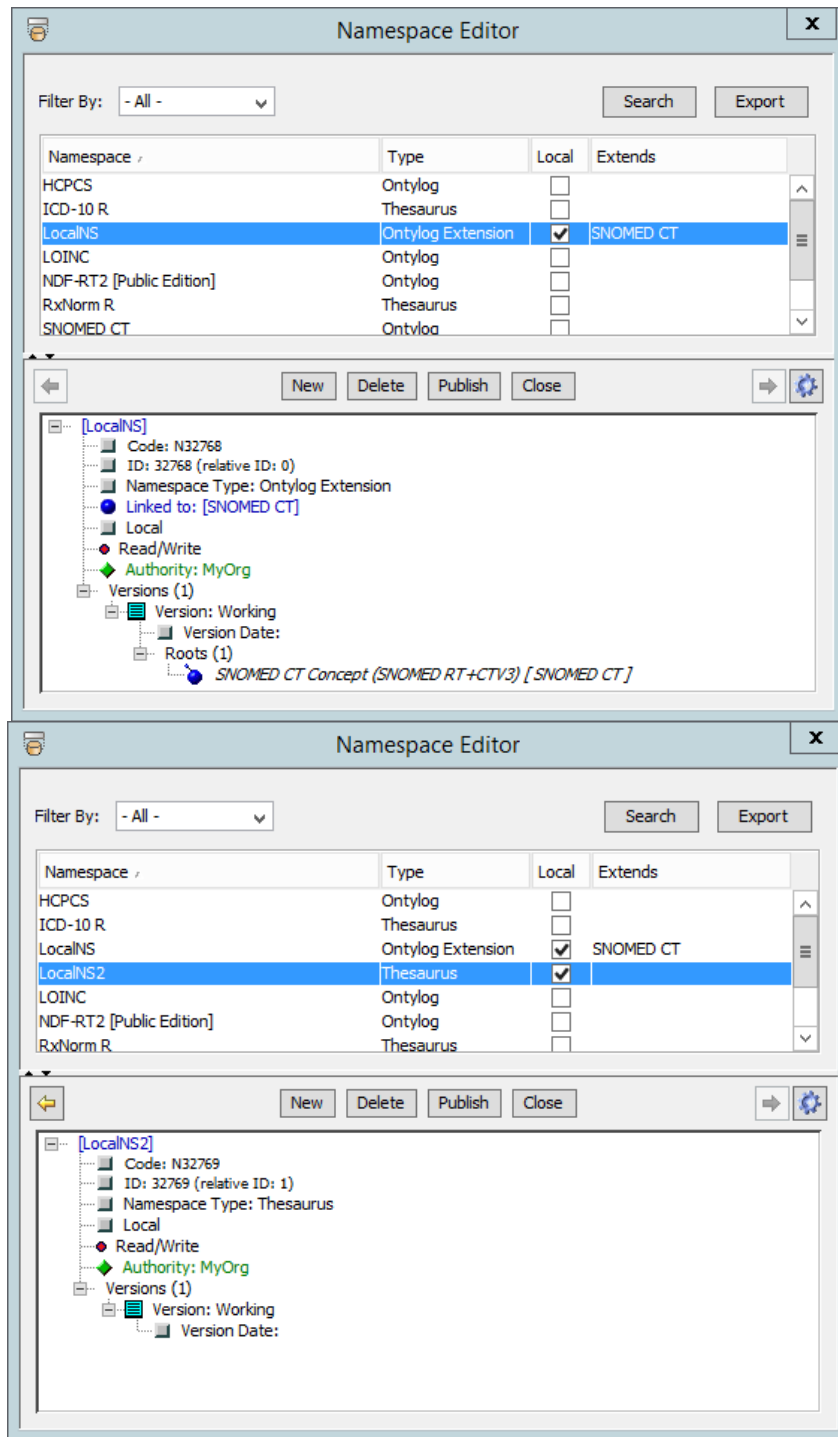 Namespace Editor
x
Filter By: - All - Search Export
Namespace Type Local Extends
HCPCS Ontylog
ICD-10 R Thesaurus
LocalNS Ontylog Extension SNOMED CT
LOINC Ontylog
NDF-RT2 [Public Edition] Ontylog
RxNorm R Thesaurus
SNOMED CT Ontylog
New Delete Publish Close
[LocalNS]
Code: N32768
ID: 32768 (relative ID: 0)
Namespace Type: Ontylog Extension
Linked to: [SNOMED CT]
Local
Read/Write
Authority: MyOrg
Versions (1)
Version: Working
Version Date:
Roots (1)
SNOMED CT Concept (SNOMED RT+CTV3) [ SNOMED CT ]
Namespace Editor
x
Filter By: - All - Search Export
Namespace Type Local Extends
HCPCS Ontylog
ICD-10 R Thesaurus
LocalNS Ontylog Extension SNOMED CT
LocalNS2 Thesaurus
LOINC Ontylog
NDF-RT2 [Public Edition] Ontylog
RxNorm R Thesaurus
New Delete Publish Close
[LocalNS2]
Code: N32769
ID: 32769 (relative ID: 1)
Namespace Type: Thesaurus
Local
Read/Write
Authority: MyOrg
Versions (1)
Version: Working
Version Date: